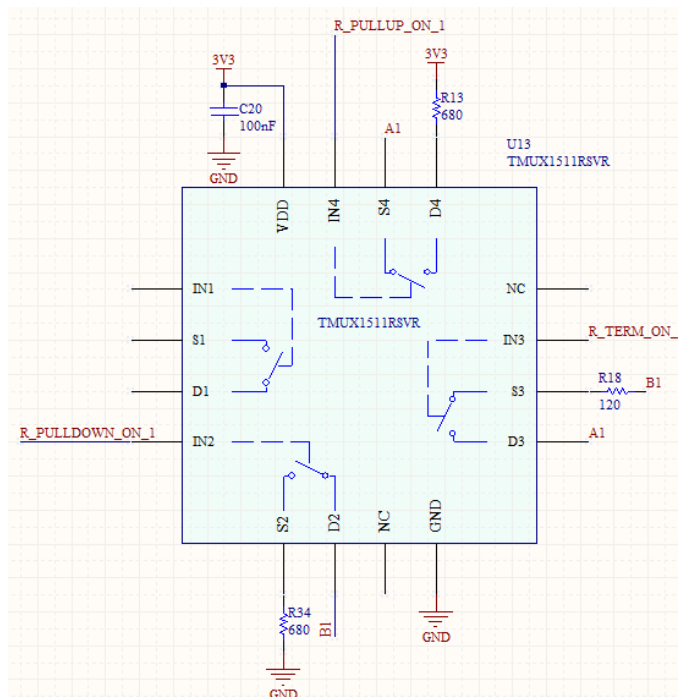 R_PULLUP_ON_1
3V3
3V3
C20
100nF
R13
680
A1
GND
U13
TMUX1511RSVR
VDD
IN4
S4
D4
IN1
NC
TMUX1511RSVR
S1
IN3
R_TERM_ON_
D1
S3
R18
120
B1
R_PULLDOWN_ON_1
IN2
D3
A1
S2
D2
NC
GND
R34
680
B1
GND
GND